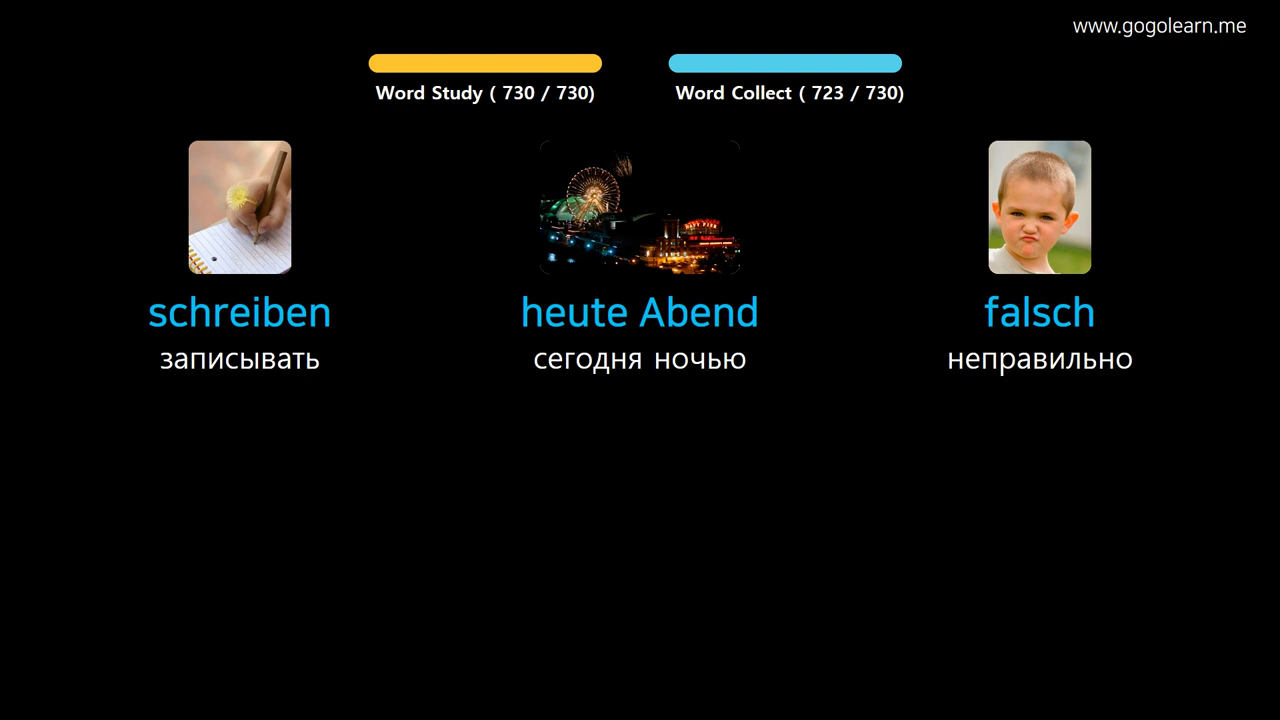 www.gogolearn.me
Word Study ( 730 / 730)
Word Collect ( 723 / 730)
schreiben
записывать
heute Abend
сегодня ночью
falsch
неправильно